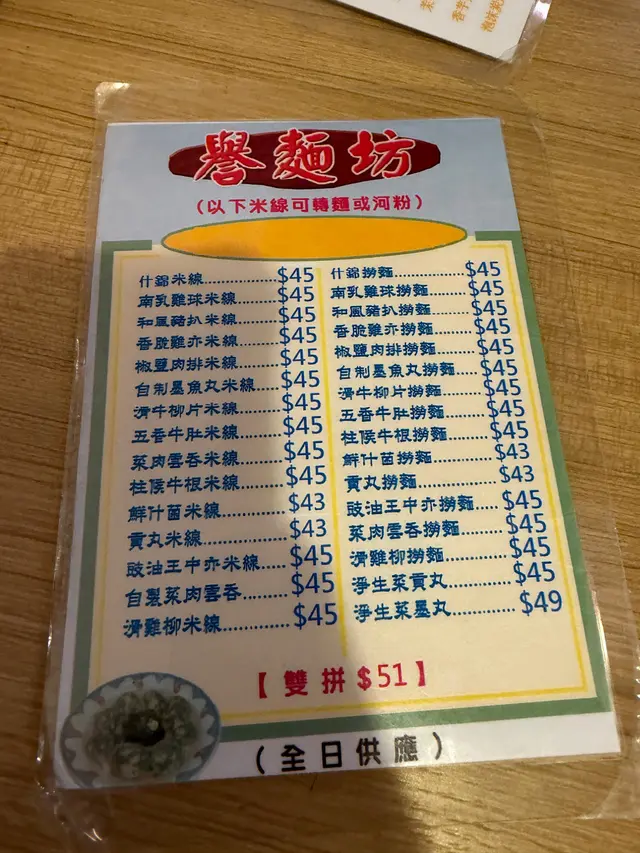 譽麵坊
(以下米線可轉麵或河粉)
什錦米線............$45
南乳雞球米線......$45
和風豬扒米線......$45
香脆雞亦米線......$45
椒鹽肉排米線......$45
自制墨魚丸米線...$45
滑牛柳片米線......$45
五香牛肚米線......$45
菜肉雲吞米線......$45
柱侯牛根米線......$45
鮮什菌米線.........$43
貢丸米線............$43
豉油王中亦米線....$45
自製菜肉雲吞......$45
滑雞柳米線.........$45
什錦撈麵............$45
南乳雞球撈麵......$45
和風豬扒撈麵......$45
香脆雞亦撈麵......$45
椒鹽肉排撈麵......$45
自制墨魚丸撈麵...$45
滑牛柳片撈麵......$45
五香牛肚撈麵......$45
柱侯牛根撈麵......$45
鮮什菌撈麵.........$43
貢丸撈麵............$43
豉油王中亦撈麵....$45
菜肉雲吞撈麵......$45
滑雞柳撈麵.........$45
淨生菜貢丸.........$45
淨生菜墨丸.........$49
【雙拼$51】
(全日供應)